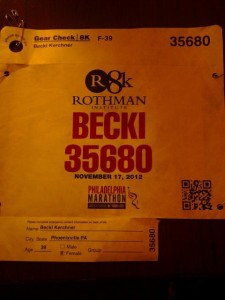 Gear Check | 8K F-39 35680
Becki Karchner
R8k
ROTHMAN
INSTITUTE
BECKI
35680
NOVEMBER 17, 2012
PHILADELPHIA
MARATHON
Name Becki Karchner
City State Phoenixville PA
Age 39 Male
X Female Group
35680